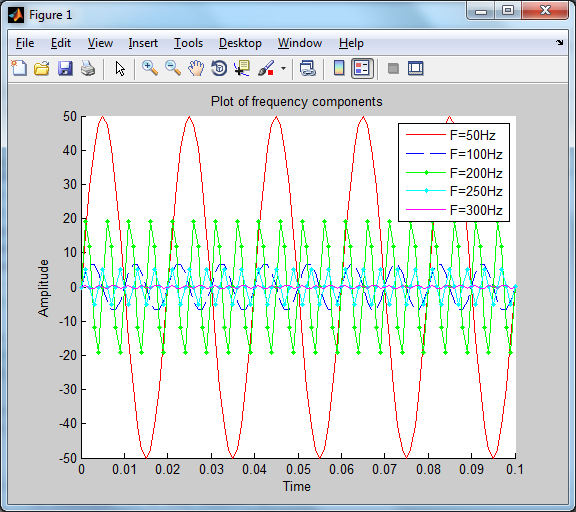 Figure 1
File Edit View Insert Tools Desktop Window Help
Plot of frequency components
F=50Hz
F=100Hz
F=200Hz
F=250Hz
F=300Hz
Amplitude
50
40
30
20
10
0
-10
-20
-30
-40
-50
0 0.01 0.02 0.03 0.04 0.05 0.06 0.07 0.08 0.09 0.1
Time